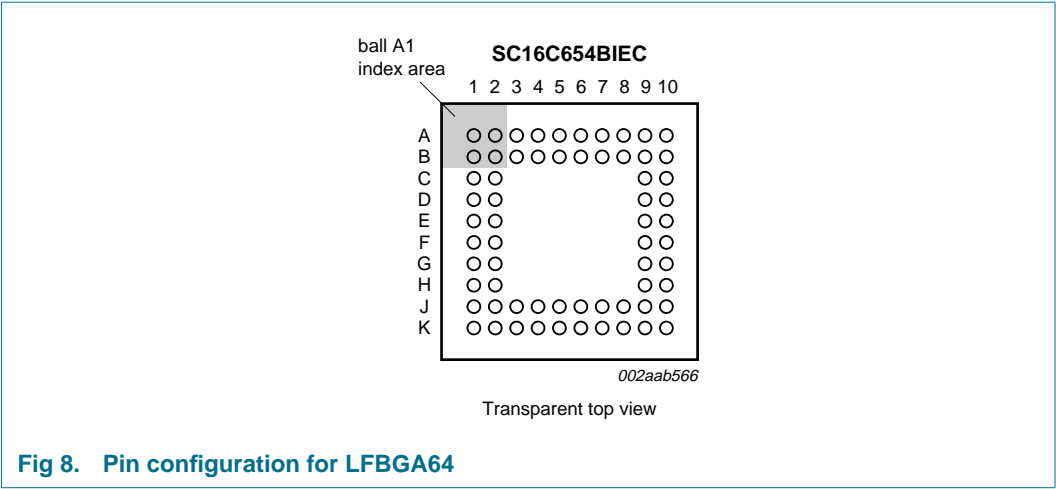 ball A1
index area
SC16C654BIEC
1 2 3 4 5 6 7 8 9 10
A
B
C
D
E
F
G
H
J
K
002aab566
Transparent top view
Fig 8. Pin configuration for LFBGA64